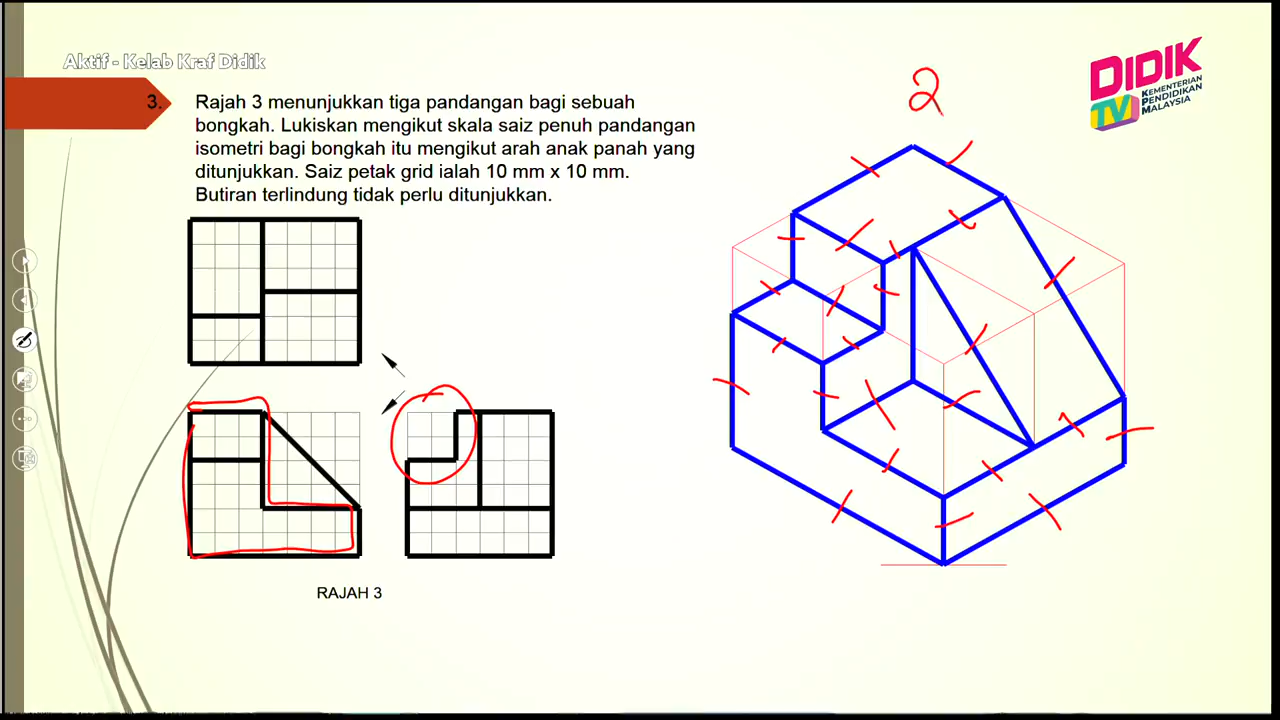 Aktif - Kelab Kraf Didik
DIDIK
TV
KEMENTERIAN
PENDIDIKAN
MALAYSIA
2
3.
Rajah 3 menunjukkan tiga pandangan bagi sebuah
bongkah. Lukiskan mengikut skala saiz penuh pandangan
isometri bagi bongkah itu mengikut arah anak panah yang
ditunjukkan. Saiz petak grid ialah 10 mm x 10 mm.
Butiran terlindung tidak perlu ditunjukkan.
RAJAH 3